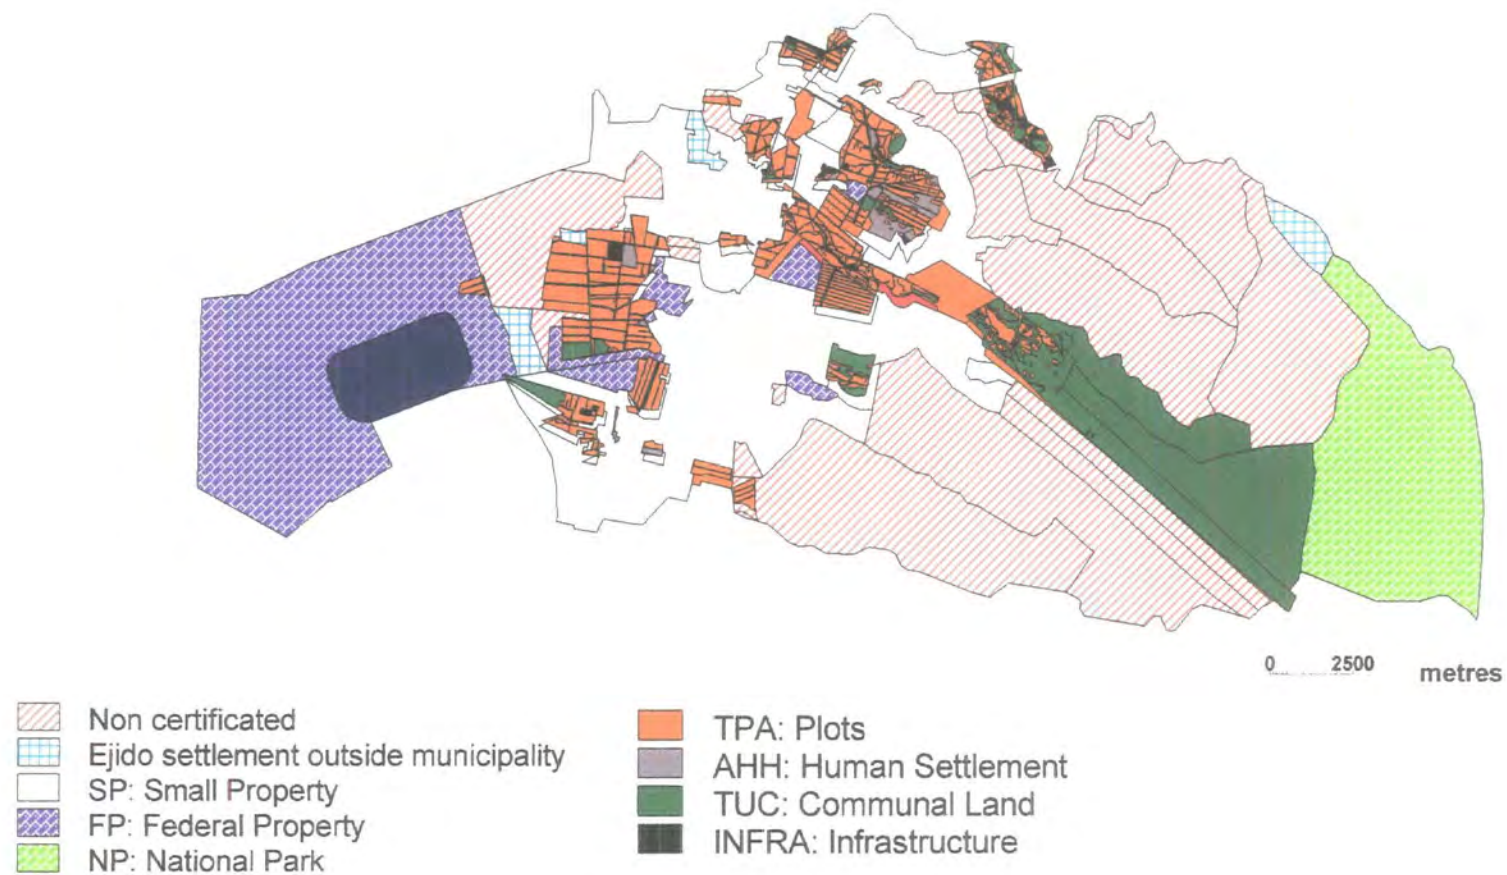 0 2500 metres
Non certificated
Ejido settlement outside municipality
SP: Small Property
FP: Federal Property
NP: National Park
TPA: Plots
AHH: Human Settlement
TUC: Communal Land
INFRA: Infrastructure